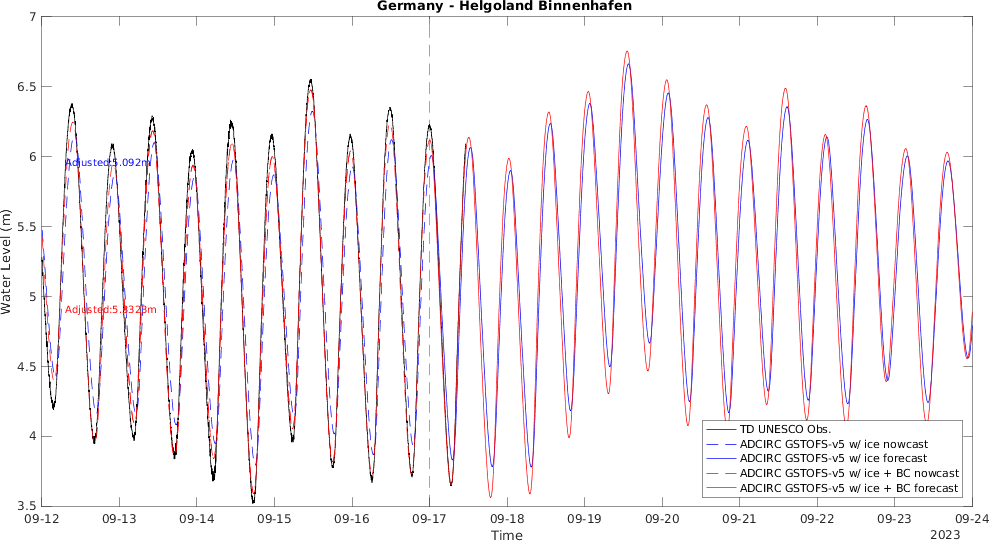 Germany - Helgoland Binnenhafen
Water Level (m)
7
6.5
6
5.5
5
4.5
4
3.5
Adjusted:5.092m
TD UNESCO Obs.
ADCIRC GSTOFS-v5 w/ ice nowcast
ADCIRC GSTOFS-v5 w/ ice forecast
ADCIRC GSTOFS-v5 w/ ice + BC nowcast
ADCIRC GSTOFS-v5 w/ ice + BC forecast
09-12 09-13 09-14 09-15 09-16 09-17 09-18 09-19 09-20 09-21 09-22 09-23 09-24
Time
2023